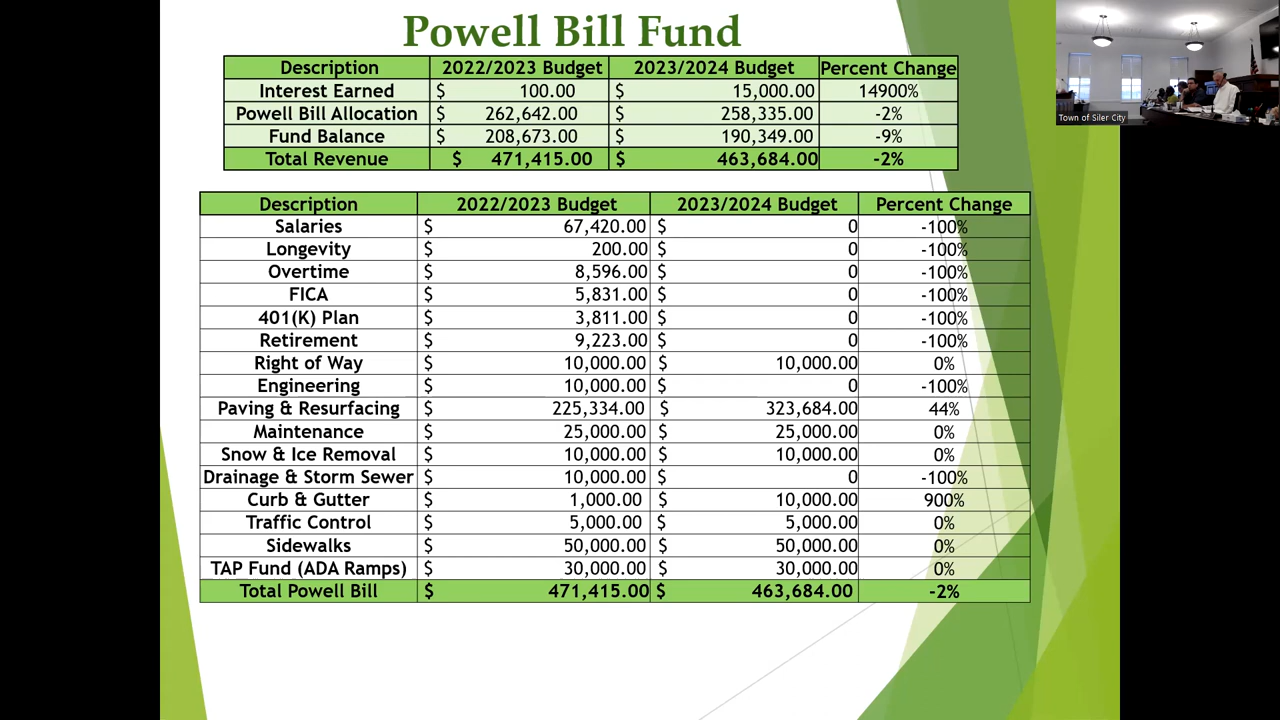 Powell Bill Fund
Description 2022/2023 Budget 2023/2024 Budget Percent Change
Interest Earned $ 100.00 $ 15,000.00 14900%
Powell Bill Allocation $ 262,642.00 $ 258,335.00 -2%
Fund Balance $ 208,673.00 $ 190,349.00 -9%
Total Revenue $ 471,415.00 $ 463,684.00 -2%
Town of Siler City
Description 2022/2023 Budget 2023/2024 Budget Percent Change
Salaries $ 67,420.00 $ 0 -100%
Longevity $ 200.00 $ 0 -100%
Overtime $ 8,596.00 $ 0 -100%
FICA $ 5,831.00 $ 0 -100%
401(K) Plan $ 3,811.00 $ 0 -100%
Retirement $ 9,223.00 $ 0 -100%
Right of Way $ 10,000.00 $ 10,000.00 0%
Engineering $ 10,000.00 $ 0 -100%
Paving & Resurfacing $ 225,334.00 $ 323,684.00 44%
Maintenance $ 25,000.00 $ 25,000.00 0%
Snow & Ice Removal $ 10,000.00 $ 10,000.00 0%
Drainage & Storm Sewer $ 10,000.00 $ 0 -100%
Curb & Gutter $ 1,000.00 $ 10,000.00 900%
Traffic Control $ 5,000.00 $ 5,000.00 0%
Sidewalks $ 50,000.00 $ 50,000.00 0%
TAP Fund (ADA Ramps) $ 30,000.00 $ 30,000.00 0%
Total Powell Bill $ 471,415.00 $ 463,684.00 -2%